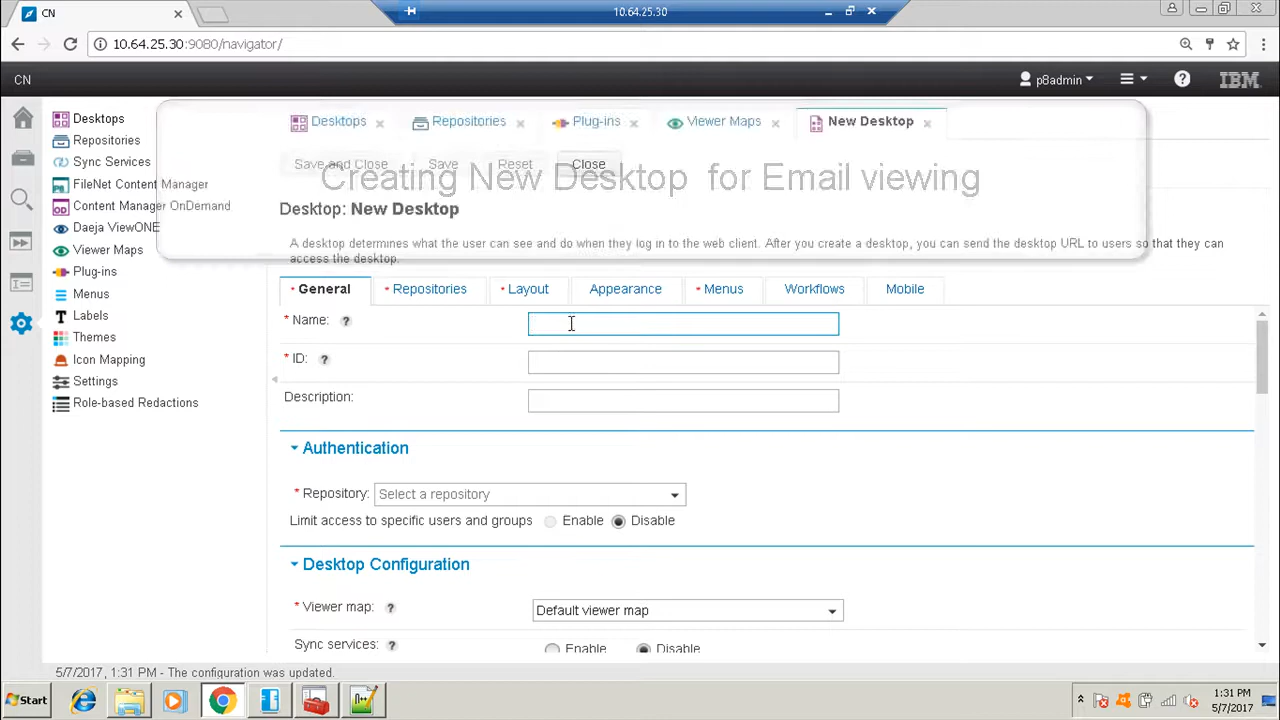 CN
10.64.25.30
10.64.25.30:9080/navigator/
CN
p8admin
?
IBM
Desktops
Repositories
Sync Services
FileNet Content Manager
Content Manager OnDemand
Daeja ViewONE
Viewer Maps
Plug-ins
Menus
Labels
Themes
Icon Mapping
Settings
Role-based Redactions
Desktops Repositories Plug-ins Viewer Maps New Desktop
Save and Close Save Reset Close
Creating New Desktop for Email viewing
Desktop: New Desktop
A desktop determines what the user can see and do when they log in to the web client. After you create a desktop, you can send the desktop URL to users so that they can
access the desktop.
* General * Repositories * Layout Appearance * Menus Workflows Mobile
* Name: ?
* ID: ?
Description:
Authentication
* Repository: Select a repository
Limit access to specific users and groups Enable Disable
Desktop Configuration
* Viewer map: ? Default viewer map
Sync services: ? Enable Disable
5/7/2017, 1:31 PM - The configuration was updated.
Start
1:31 PM
5/7/2017